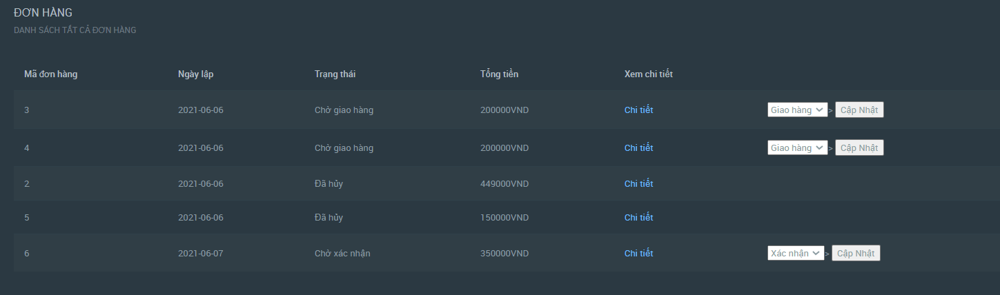 ĐƠN HÀNG
DANH SÁCH TẤT CẢ ĐƠN HÀNG
Mã đơn hàng Ngày lập Trạng thái Tổng tiền Xem chi tiết
3 2021-06-06 Chờ giao hàng 200000VND Chi tiết Giao hàng > Cập Nhật
4 2021-06-06 Chờ giao hàng 200000VND Chi tiết Giao hàng > Cập Nhật
2 2021-06-06 Đã hủy 449000VND Chi tiết
5 2021-06-06 Đã hủy 150000VND Chi tiết
6 2021-06-07 Chờ xác nhận 350000VND Chi tiết Xác nhận > Cập Nhật